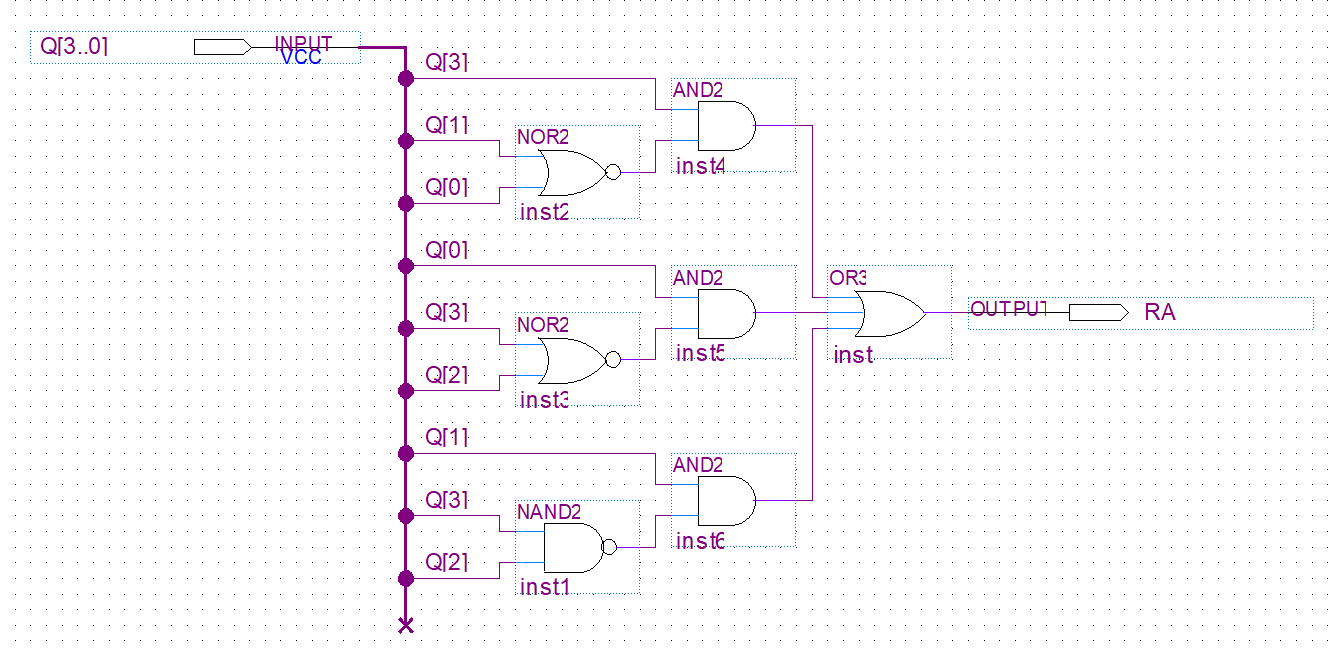 Q[3..0]
INPUT
VCC
Q[3]
AND2
Q[1]
NOR2
inst4
Q[0]
inst2
Q[0]
AND2
OR3
Q[3]
NOR2
OUTPUT
RA
inst5
inst
Q[2]
inst3
Q[1]
AND2
Q[3]
NAND2
inst6
Q[2]
inst1